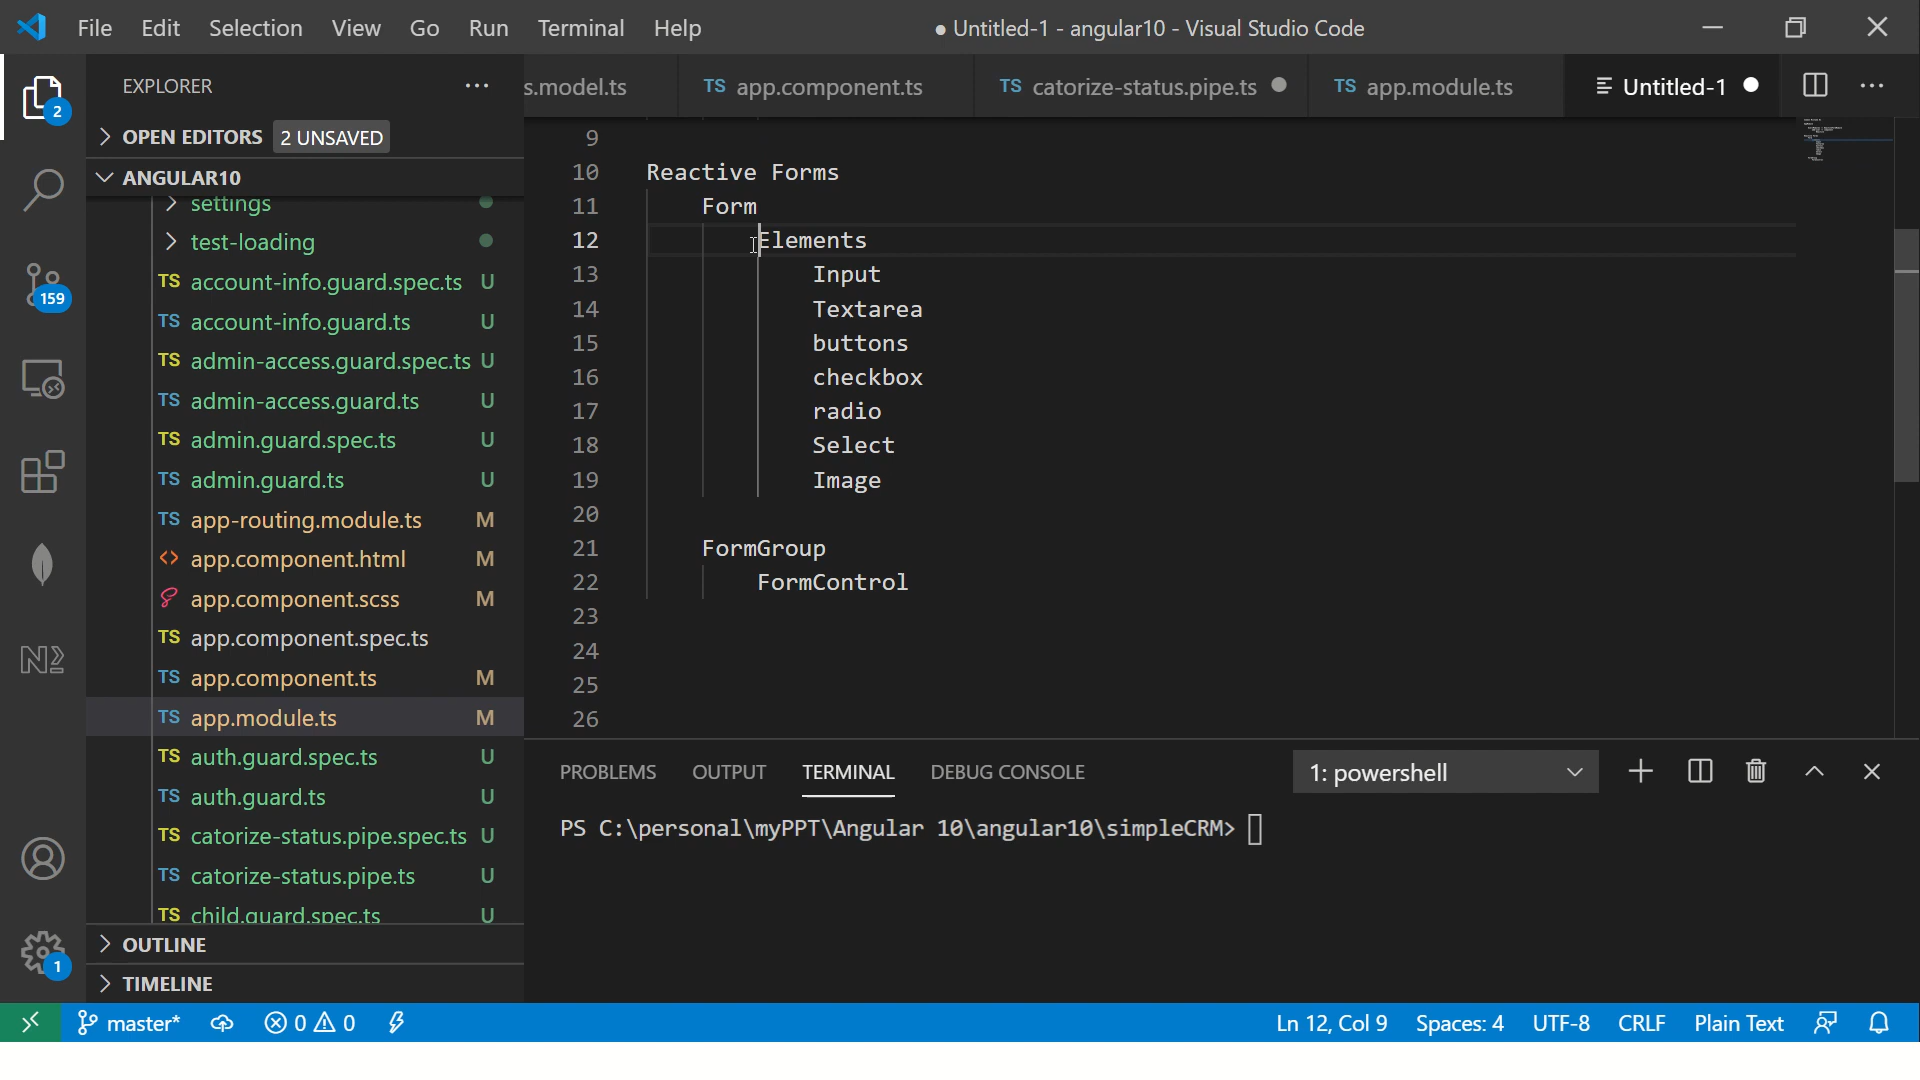 File Edit Selection View Go Run Terminal Help
● Untitled-1 - angular10 - Visual Studio Code
EXPLORER
2
OPEN EDITORS 2 UNSAVED
ANGULAR10
settings
test-loading
TS account-info.guard.spec.ts U
TS account-info.guard.ts U
TS admin-access.guard.spec.ts U
TS admin-access.guard.ts U
TS admin.guard.spec.ts U
TS admin.guard.ts U
TS app-routing.module.ts M
<> app.component.html M
app.component.scss M
TS app.component.spec.ts
TS app.component.ts M
TS app.module.ts M
TS auth.guard.spec.ts U
TS auth.guard.ts U
TS catorize-status.pipe.spec.ts U
TS catorize-status.pipe.ts U
TS child.guard.spec.ts U
OUTLINE
TIMELINE
159
1
s.model.ts TS app.component.ts TS catorize-status.pipe.ts ● TS app.module.ts Untitled-1 ●
9
10 Reactive Forms
11 Form
12 Elements
13 Input
14 Textarea
15 buttons
16 checkbox
17 radio
18 Select
19 Image
20
21 FormGroup
22 FormControl
23
24
25
26
PROBLEMS OUTPUT TERMINAL DEBUG CONSOLE 1: powershell
PS C:\personal\myPPT\Angular 10\angular10\simpleCRM>
master* 0 0 Ln 12, Col 9 Spaces: 4 UTF-8 CRLF Plain Text